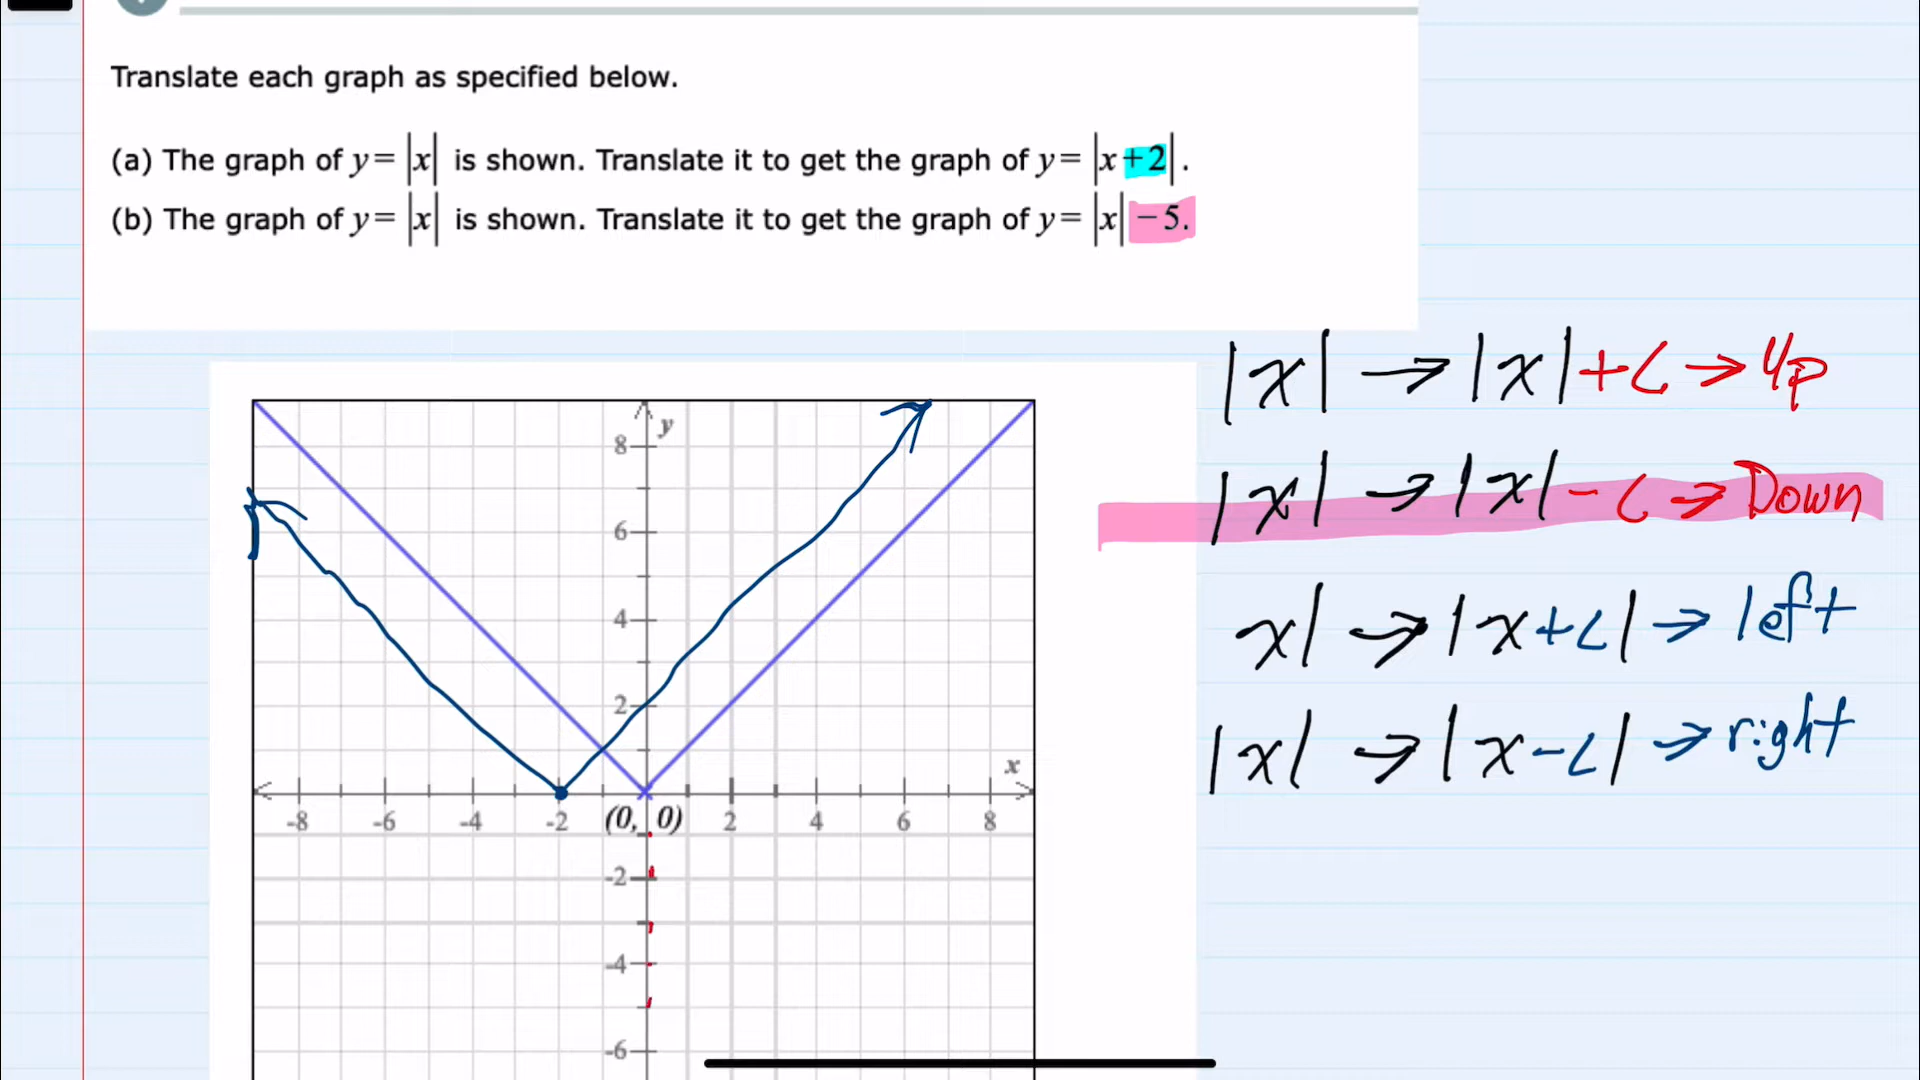 Translate each graph as specified below.
(a) The graph of y= |x| is shown. Translate it to get the graph of y= |x+2|.
(b) The graph of y= |x| is shown. Translate it to get the graph of y= |x| −5.
|x| → |x|+c → Up
|x| → |x|-c → Down
x| → |x+c| → left
|x| → |x-c| → right
y
8
6
4
2
x
-8 -6 -4 -2 (0, 0) 2 4 6 8
-2
-4
-6